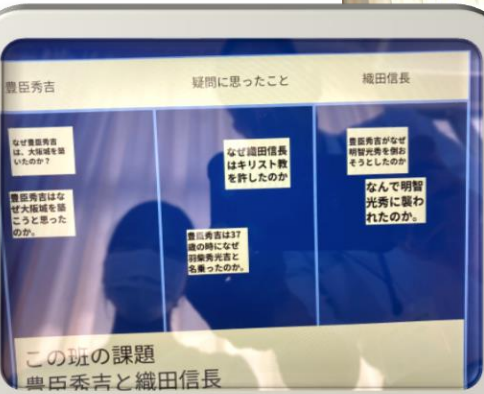 豊臣秀吉
疑問に思ったこと
織田信長
なぜ豊臣秀吉
は、大阪城を築
いたのか？
豊臣秀吉はな
ぜ大阪城を築
こうと思った
のか。
なぜ織田信長
はキリスト教
を許したのか
豊臣秀吉は37
歳の時になぜ
羽柴秀光吉と
名乗ったのか。
豊臣秀吉がなぜ
明智光秀を倒お
そうとしたのか
なんで明智
光秀に襲わ
れたのか。
この班の課題
豊臣秀吉と織田信長